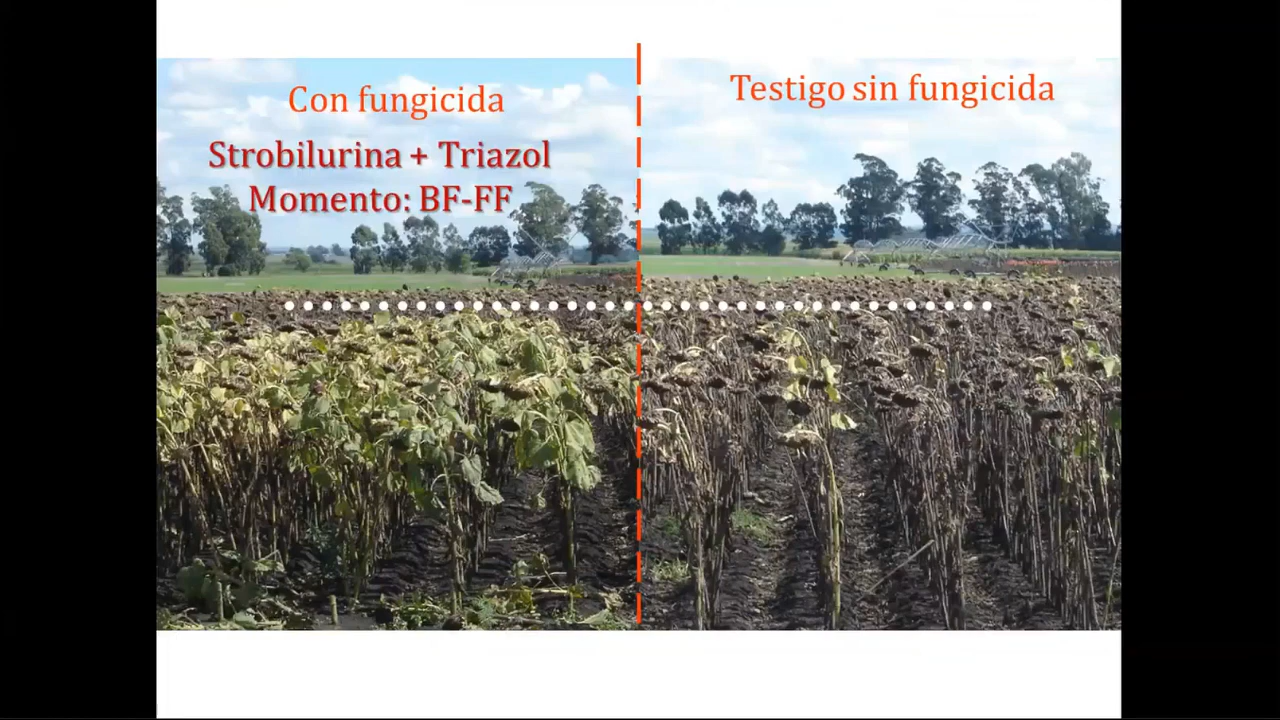 Con fungicida
Strobilurina + Triazol
Momento: BF-FF
Testigo sin fungicida